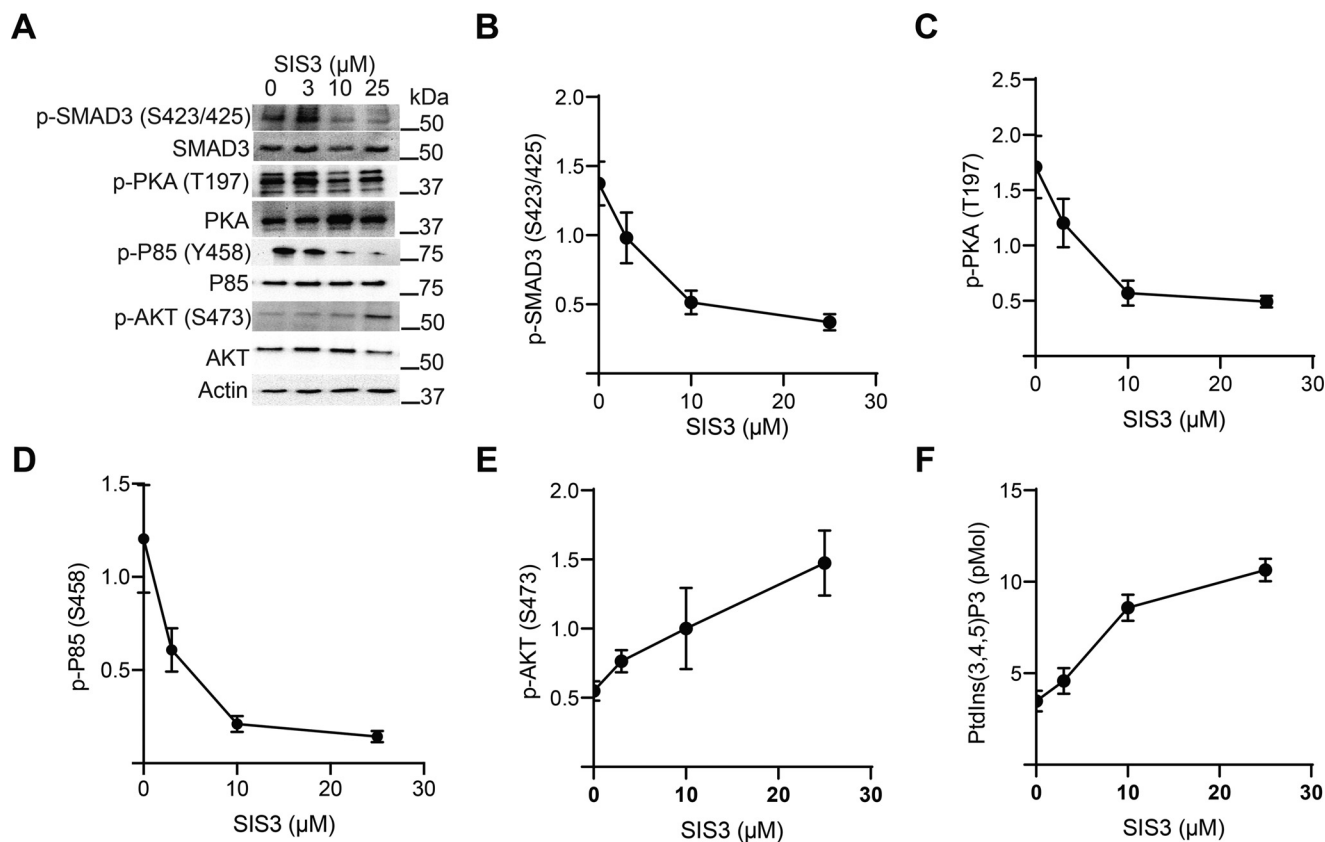 A
SIS3 (µM)
0 3 10 25
kDa
p-SMAD3 (S423/425)
50
SMAD3
50
p-PKA (T197)
37
PKA
37
p-P85 (Y458)
75
P85
75
p-AKT (S473)
50
AKT
50
Actin
37
B
p-SMAD3 (S423/425)
2.0
1.5
1.0
0.5
0 10 20 30
SIS3 (µM)
C
p-PKA (T197)
2.5
2.0
1.5
1.0
0.5
0 10 20 30
SIS3 (µM)
D
p-P85 (S458)
1.5
1.0
0.5
0 10 20 30
SIS3 (µM)
E
p-AKT (S473)
2.0
1.5
1.0
0.5
0 10 20 30
SIS3 (µM)
F
PtdIns(3,4,5)P3 (pMol)
15
10
5
0 10 20 30
SIS3 (µM)